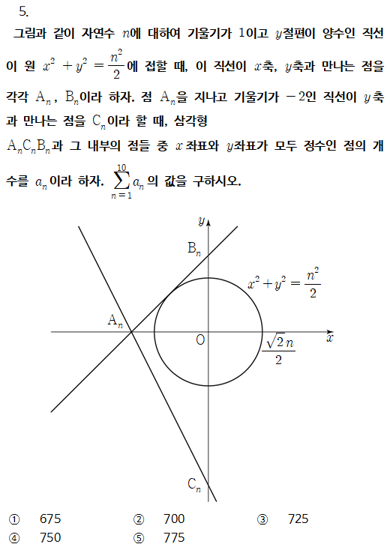 5.
그림과 같이 자연수 n에 대하여 기울기가 1이고 y절편이 양수인 직선
이 원 x² + y² = n²/2 에 접할 때, 이 직선이 x축, y축과 만나는 점을
각각 Aₙ, Bₙ이라 하자. 점 Aₙ을 지나고 기울기가 −2인 직선이 y축
과 만나는 점을 Cₙ이라 할 때, 삼각형
AₙCₙBₙ과 그 내부의 점들 중 x좌표와 y좌표가 모두 정수인 점의 개
수를 aₙ이라 하자. ∑ₙ₌₁¹⁰ aₙ의 값을 구하시오.
y
Bₙ
x² + y² = n²/2
Aₙ
O
x
√2n/2
Cₙ
① 675 ② 700 ③ 725
④ 750 ⑤ 775